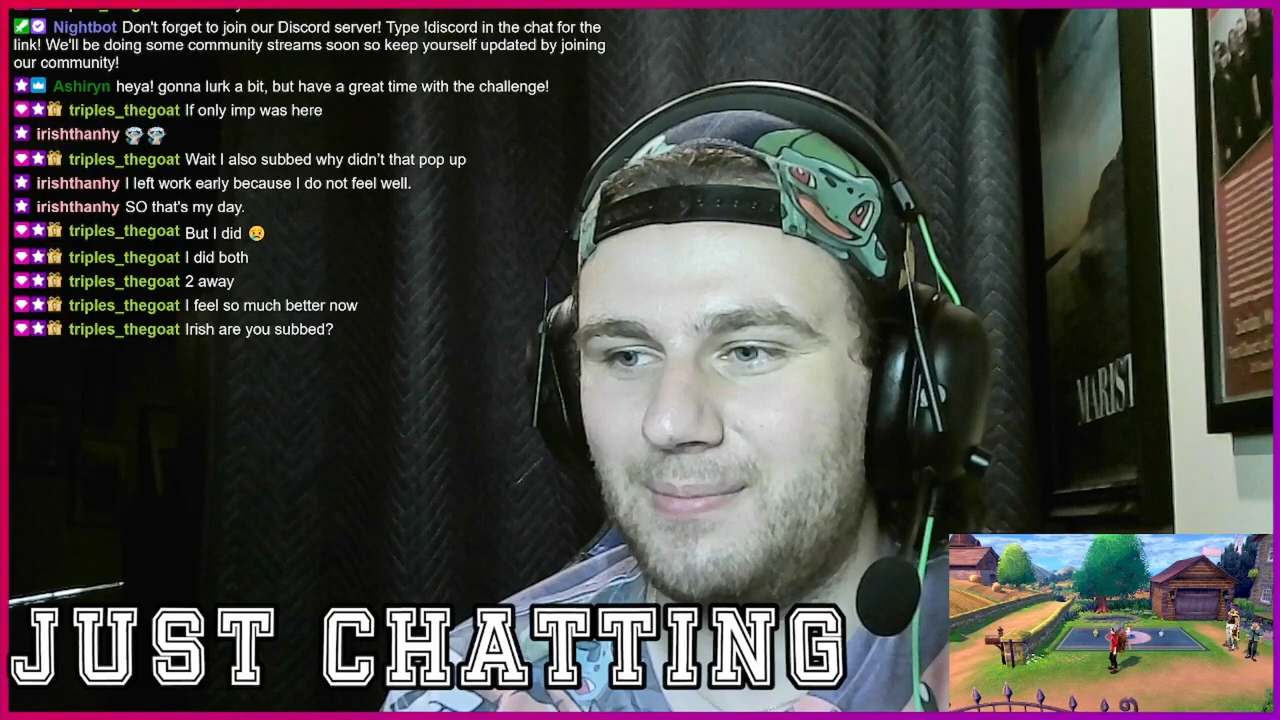 Nightbot Don't forget to join our Discord server! Type !discord in the chat for the
link! We'll be doing some community streams soon so keep yourself updated by joining
our community!
Ashiryn heya! gonna lurk a bit, but have a great time with the challenge!
triples_thegoat If only imp was here
irishthanhy
triples_thegoat Wait I also subbed why didn't that pop up
irishthanhy I left work early because I do not feel well.
irishthanhy SO that's my day.
triples_thegoat But I did 😥
triples_thegoat I did both
triples_thegoat 2 away
triples_thegoat I feel so much better now
triples_thegoat Irish are you subbed?
MARIST
JUST CHATTING